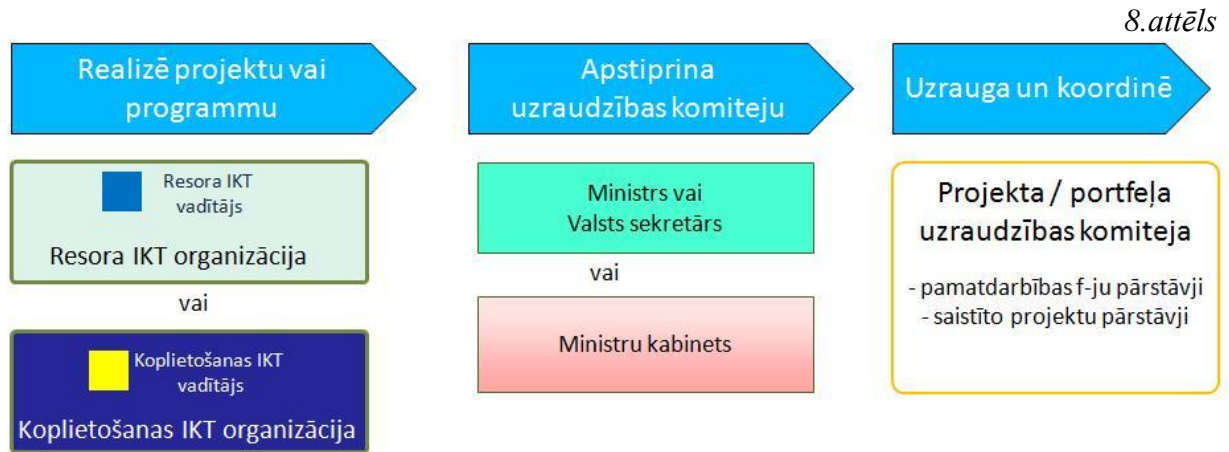 8.attēls
Realizē projektu vai
programmu
Resora IKT
vadītājs
Resora IKT organizācija
vai
Koplietošanas IKT
vadītājs
Koplietošanas IKT organizācija
Apstiprina
uzraudzības komiteju
Ministrs vai
Valsts sekretārs
vai
Ministru kabinets
Uzrauga un koordinē
Projekta / portfeļa
uzraudzības komiteja
- pamatdarbības f-ju pārstāvji
- saistīto projektu pārstāvji